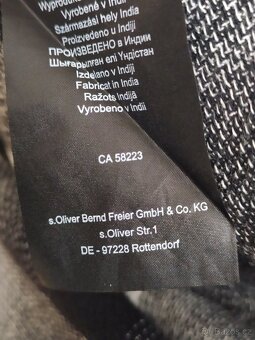 Vyrobené v Indii
Származási hely India
Proizvedeno u Indiji
ПРОИЗВЕДЕНО в Индии
Шығарылған елі Үндістан
Izdelano v Indiji
Fabricat in India
Ražots Indijā
Vyrobeno v Indii
CA 58223
s.Oliver Bernd Freier GmbH & Co. KG
s.Oliver Str.1
DE - 97228 Rottendorf